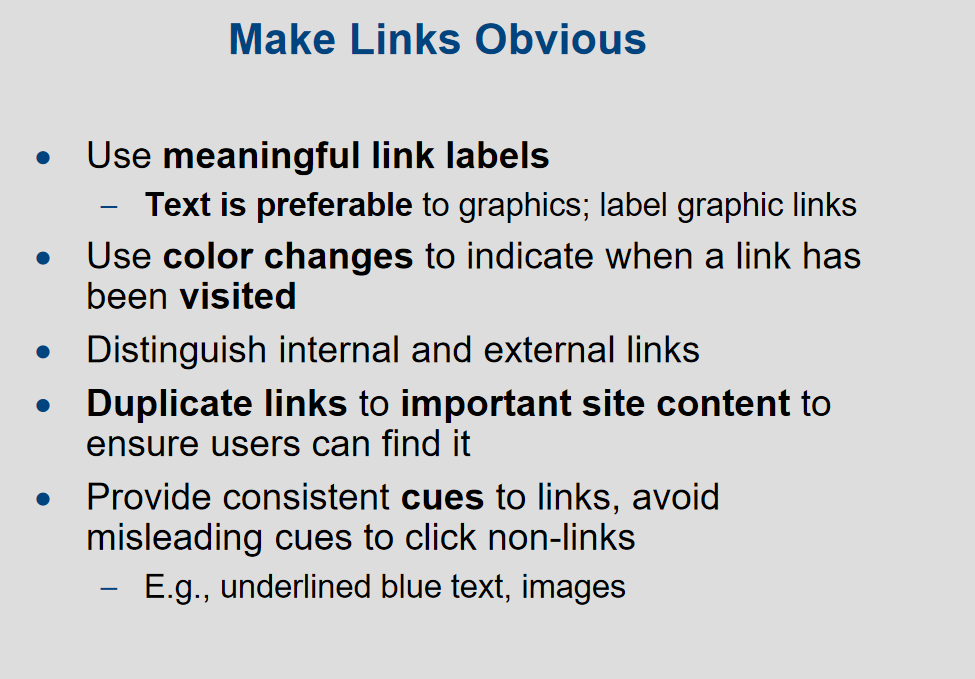 Make Links Obvious
• Use meaningful link labels
– Text is preferable to graphics; label graphic links
• Use color changes to indicate when a link has
been visited
• Distinguish internal and external links
• Duplicate links to important site content to
ensure users can find it
• Provide consistent cues to links, avoid
misleading cues to click non-links
– E.g., underlined blue text, images